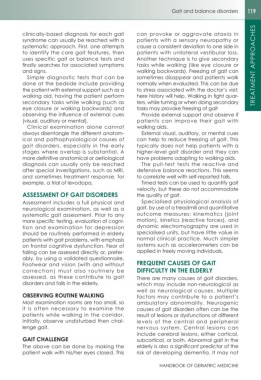 Gait and balance disorders 119
TREATMENT APPROACHES
clinically-based diagnosis for each gait
syndrome can usually be reached with a
systematic approach. First, one attempts
to identify the core gait features, then
uses specific gait or balance tests and
finally searches for associated symptoms
and signs.
Simple diagnostic tests that can be
done at the bedside include providing
the patient with external support such as a
walking aid, having the patient perform
secondary tasks while walking (such as
eye closure or walking backwards) and
observing the influence of external cues
(visual, auditory or mental).
Clinical examination alone cannot
always disentangle the different anatom-
ical and pathophysiological causes of
gait disorders, especially in the early
stages where overlap is substantial. A
more definitive anatomical or aetiological
diagnosis can usually only be reached
after special investigations, such as MRI,
and sometimes treatment response, for
example, a trial of levodopa.
ASSESSMENT OF GAIT DISORDERS
Assessment includes a full physical and
neurological examination, as well as a
systematic gait assessment. Prior to any
more specific testing, evaluation of cogni-
tion and examination for depression
should be routinely performed in elderly
patients with gait problems, with emphasis
on frontal cognitive dysfunction. Fear of
falling can be assessed directly or, prefer-
ably, by using a validated questionnaire.
Footwear and vision (with and without
correction) must also routinely be
assessed, as these contribute to gait
disorders and falls in the elderly.
OBSERVING ROUTINE WALKING
Most examination rooms are too small, so
it is often necessary to examine the
patients while walking in the corridor,
initially, observe undisturbed then chal-
lenge gait.
GAIT CHALLENGE
The above can be done by making the
patient walk with his/her eyes closed. This
can provoke or aggravate ataxia in
patients with a sensory neuropathy or
cause a consistent deviation to one side in
patients with unilateral vestibular loss.
Another technique is to give secondary
tasks while walking (like eye closure or
walking backwards). Freezing of gait can
sometimes disappear and patients walk
normally when evaluated. This can be due
to stress associated with the doctor's visit;
here history will help. Walking in tight quar-
ters, while turning or when doing secondary
tasks may provoke freezing of gait.
Provide external support and observe if
patients can improve their gait with
walking aids.
External visual, auditory, or mental cues
can help to reduce freezing of gait. This
typically does not help patients with a
higher-level gait disorder and they can
have problems adapting to walking aids.
The pull-test tests the reactive and
defensive balance reactions. This seems
to correlate well with self-reported falls.
Timed tests can be used to quantify gait
velocity, but these do not accommodate
the quality of gait.
Specialised physiological analysis of
gait, by use of a treadmill and quantitative
outcome measures: kinematics (joint
motion), kinetics (reactive forces), and
dynamic electromyography are used in
specialised units, but have little value in
normal clinical practice. Much simpler
systems such as accelerometers can be
applied in freely moving individuals.
FREQUENT CAUSES OF GAIT
DIFFICULTY IN THE ELDERLY
There are many causes of gait disorders,
which may include non-neurological as
well as neurological causes. Multiple
factors may contribute to a patient's
ambulatory disability. Neurogenic
causes of gait disorders often can be the
result of lesions or dysfunctions at different
levels of the central and peripheral
nervous system. Central lesions can
include cerebral lesions, either cortical,
subcortical, or both. Abnormal gait in the
elderly is also a significant predictor of the
risk of developing dementia. It may not
HANDBOOK OF GERIATRIC MEDICINE